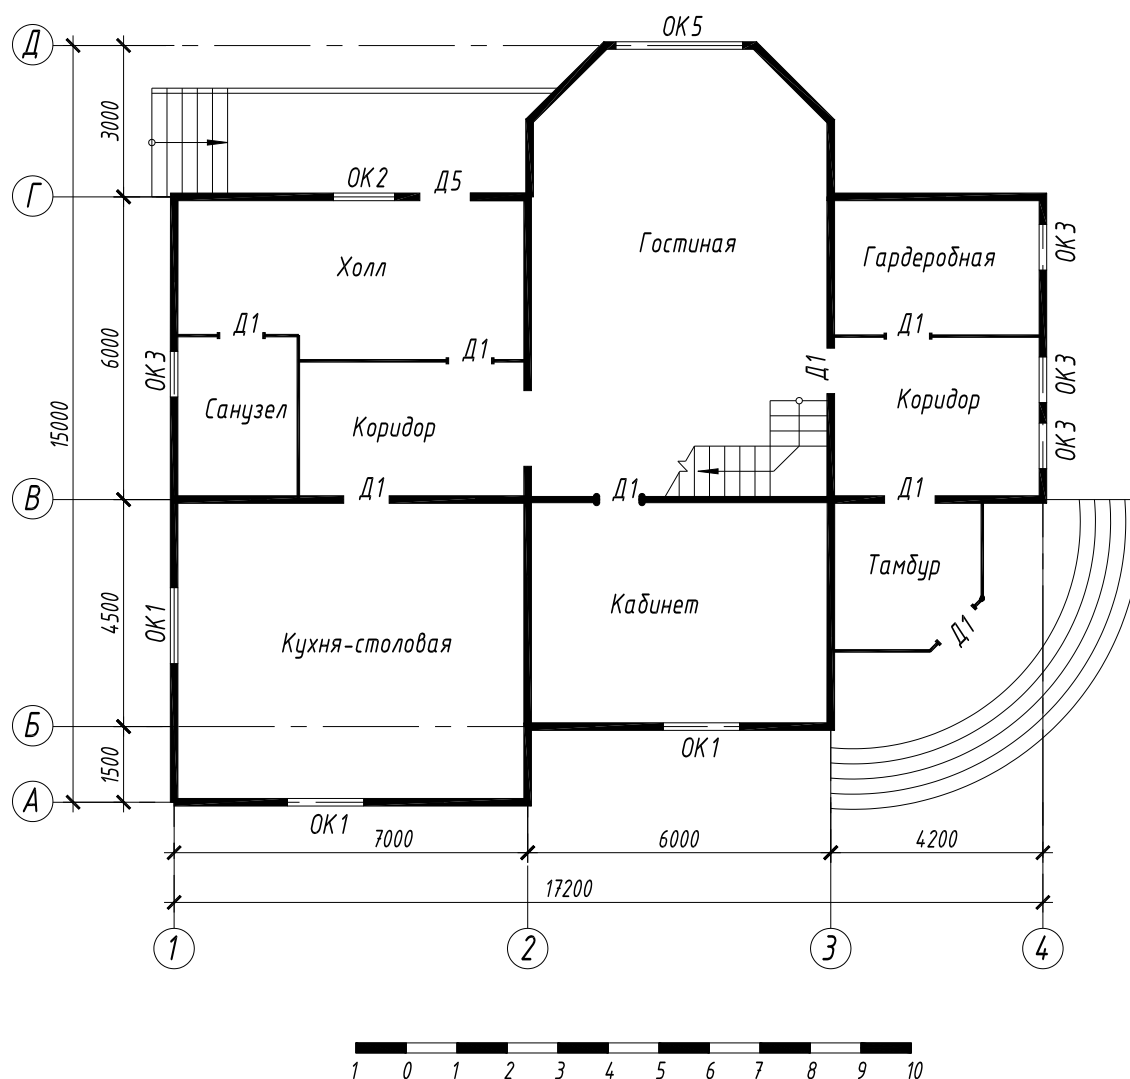 ОК5
Д
3000
Г
ОК2
Д5
Гостиная
Холл
Гардеробная
ОК3
6000
Д1
Д1
Д1
Д1
ОК3
ОК3
15000
Санузел
Коридор
Коридор
ОК3
В
Д1
Д1
Д1
Тамбур
4500
ОК1
Кабинет
Кухня-столовая
Д1
Б
ОК1
1500
А
ОК1
7000
6000
4200
17200
1
2
3
4
1 0 1 2 3 4 5 6 7 8 9 10